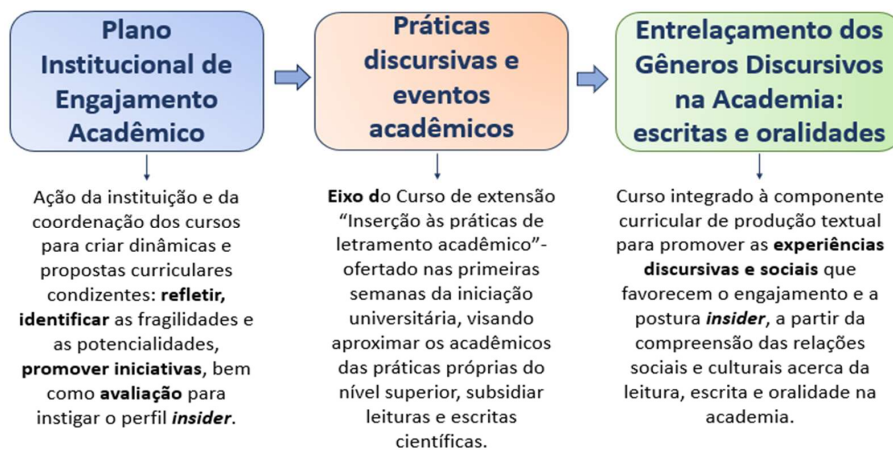 Plano
Institucional de
Engajamento
Acadêmico
Práticas
discursivas e
eventos
acadêmicos
Entrelaçamento dos
Gêneros Discursivos
na Academia:
escritas e oralidades
Ação da instituição e da
coordenação dos cursos
para criar dinâmicas e
propostas curriculares
condizentes: refletir,
identificar as fragilidades e
as potencialidades,
promover iniciativas, bem
como avaliação para
instigar o perfil insider.
Eixo do Curso de extensão
“Inserção às práticas de
letramento acadêmico”-
ofertado nas primeiras
semanas da iniciação
universitária, visando
aproximar os acadêmicos
das práticas próprias do
nível superior, subsidiar
leituras e escritas
científicas.
Curso integrado à componente
curricular de produção textual
para promover as experiências
discursivas e sociais que
favorecem o engajamento e a
postura insider, a partir da
compreensão das relações
sociais e culturais acerca da
leitura, escrita e oralidade na
academia.